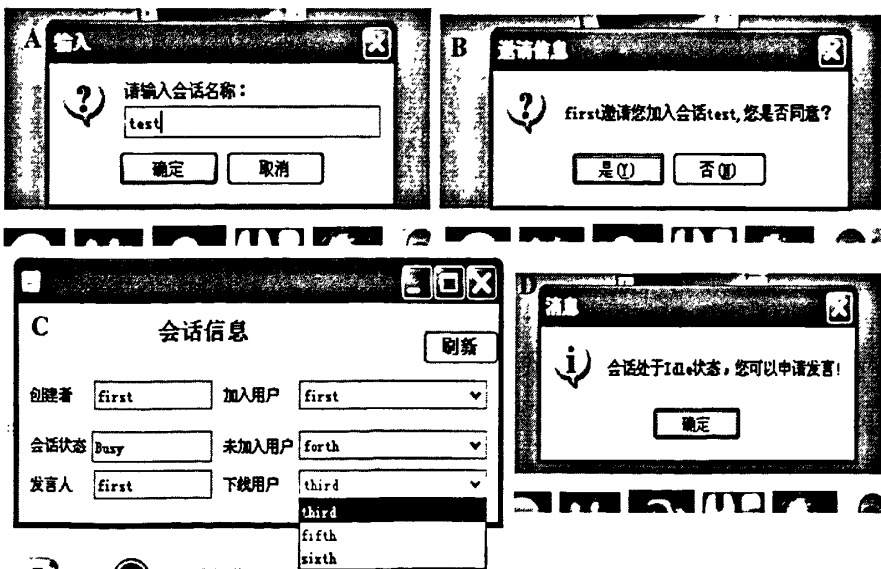 A
输入
请输入会话名称：
test
确定
取消
B
邀请信息
first邀请您加入会话test,您是否同意？
是(Y)
否(N)
C
会话信息
刷新
创建者 first 加入用户 first
会话状态 Busy 未加入用户 forth
发言人 first 下线用户 third
third
fifth
sixth
D
消息
会话处于Idle状态，您可以申请发言!
确定